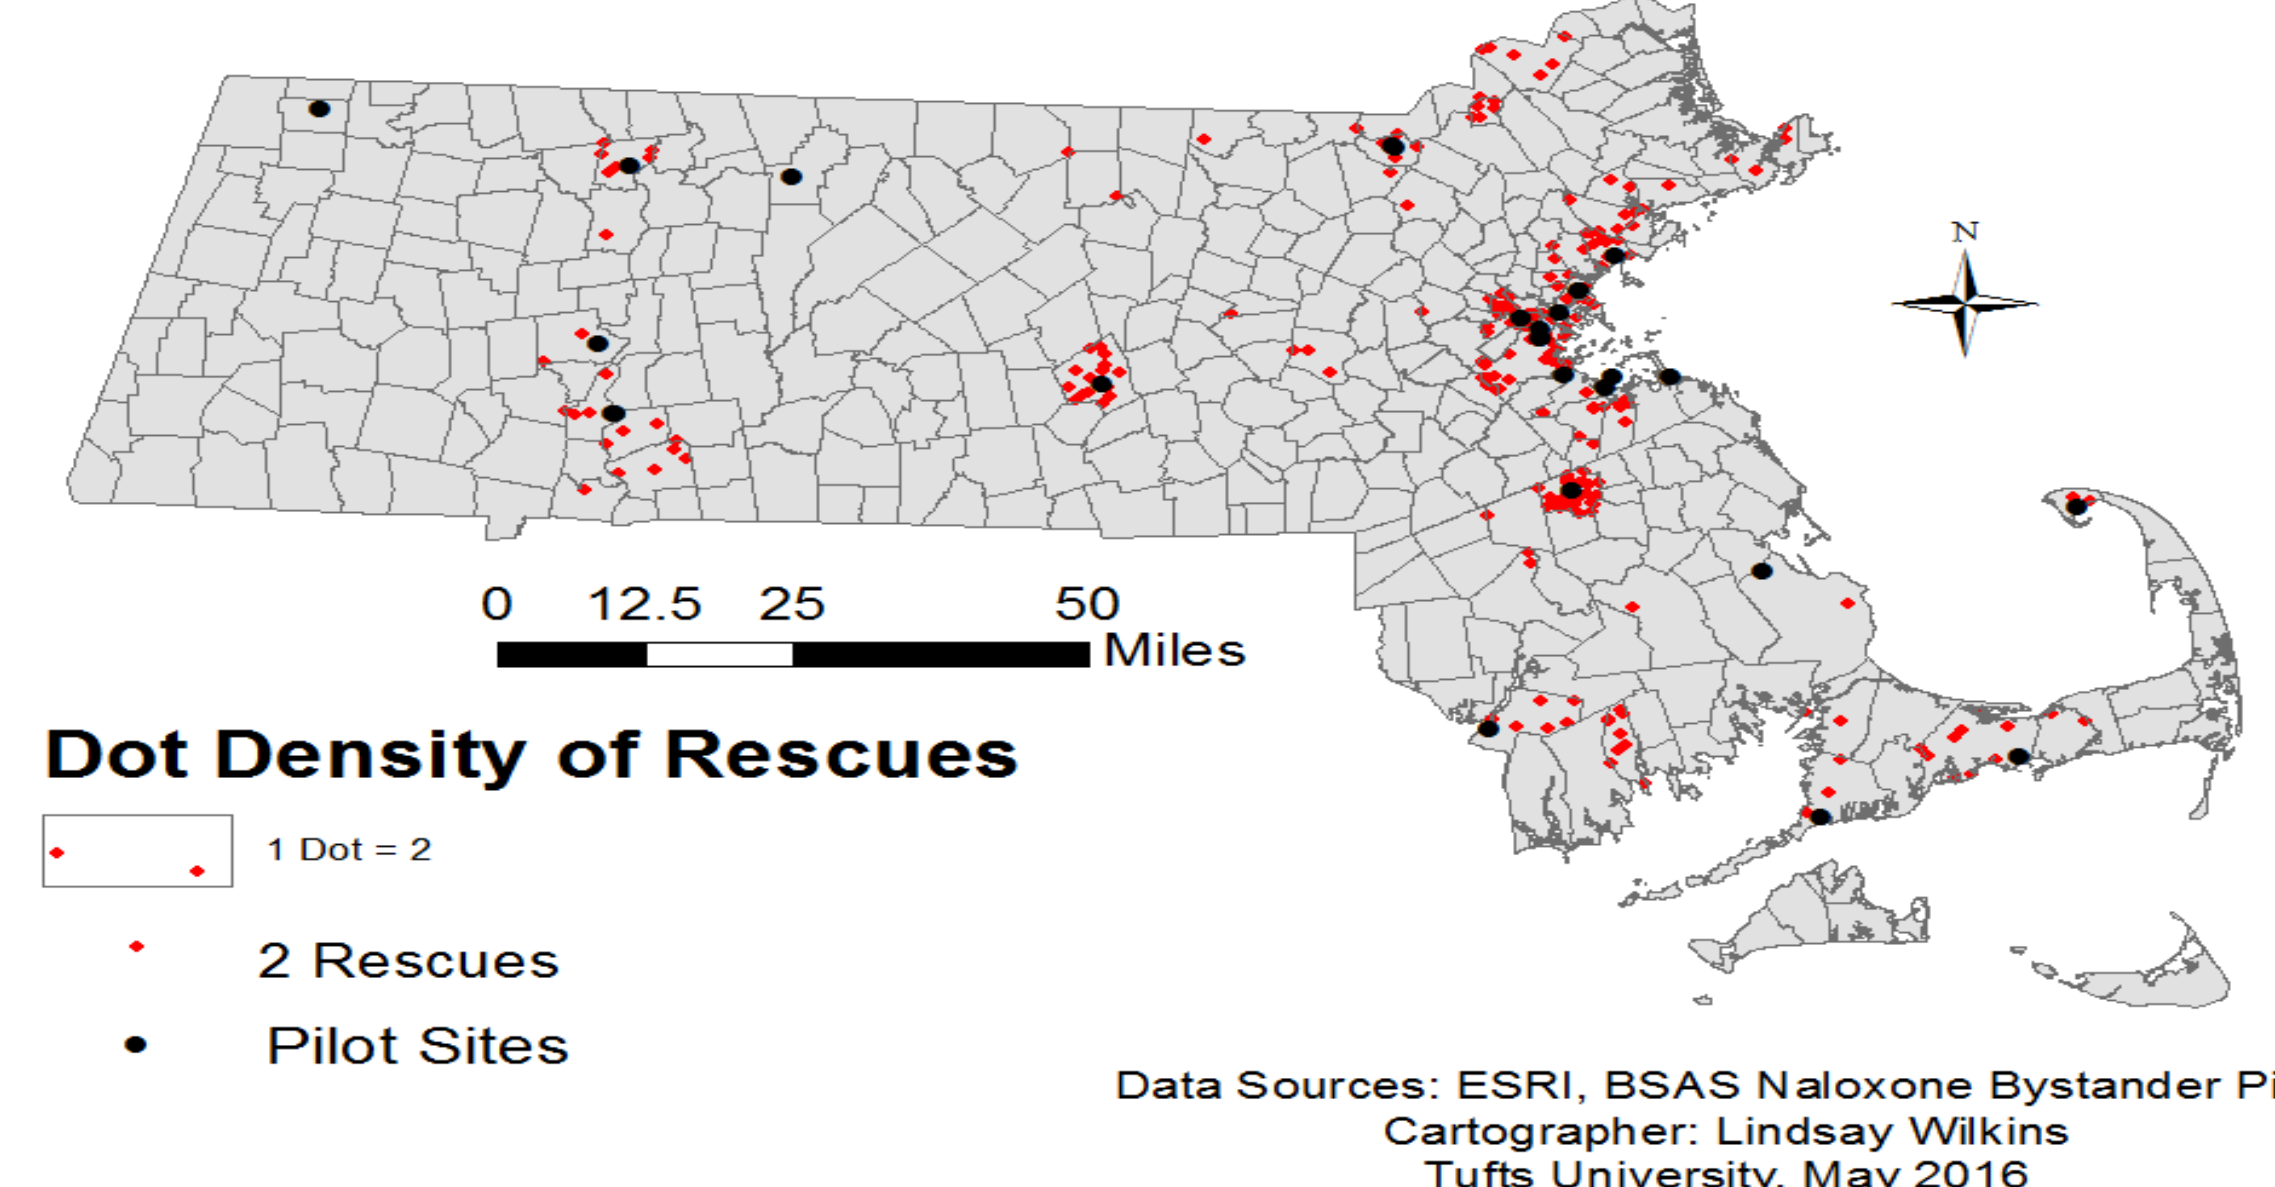 N
0 12.5 25 50
Miles
Dot Density of Rescues
1 Dot = 2
2 Rescues
Pilot Sites
Data Sources: ESRI, BSAS Naloxone Bystander
Cartographer: Lindsay Wilkins
Tufts University, May 2016